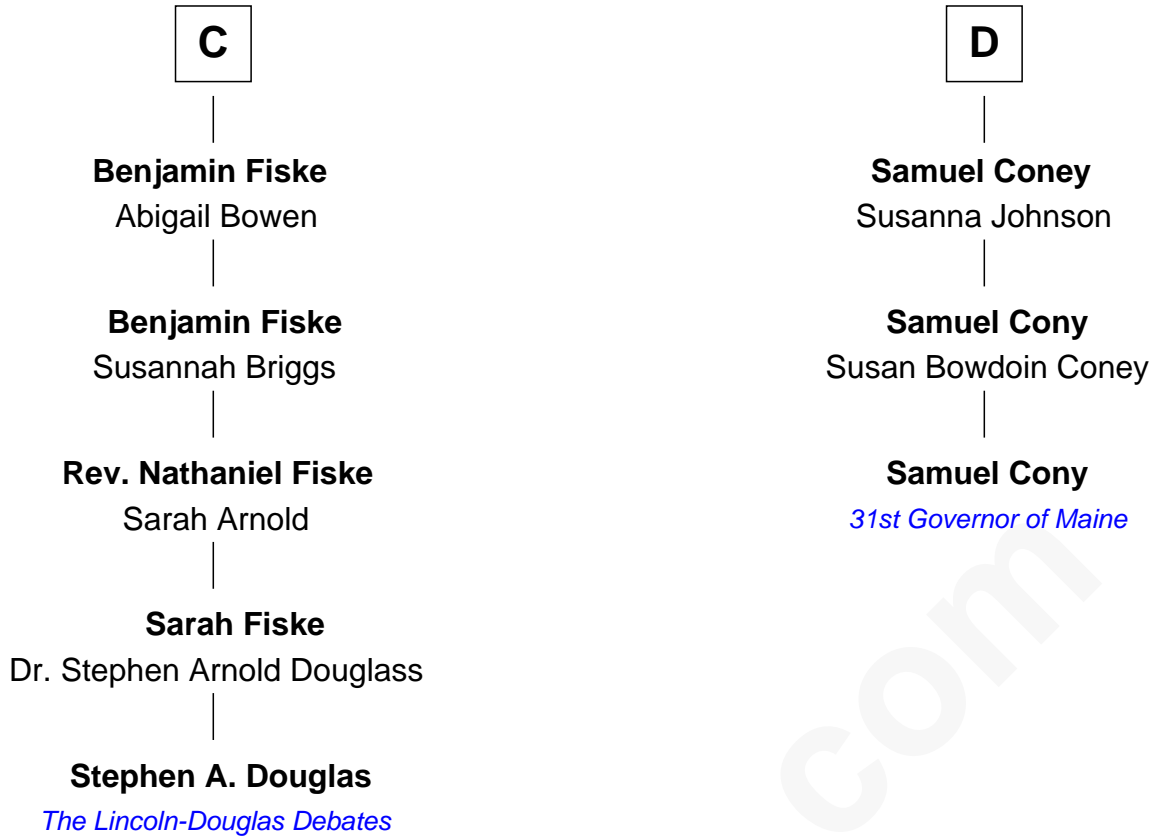 C
Benjamin Fiske
Abigail Bowen
Benjamin Fiske
Susannah Briggs
Rev. Nathaniel Fiske
Sarah Arnold
Sarah Fiske
Dr. Stephen Arnold Douglass
Stephen A. Douglas
The Lincoln-Douglas Debates
D
Samuel Coney
Susanna Johnson
Samuel Cony
Susan Bowdoin Coney
Samuel Cony
31st Governor of Maine
com